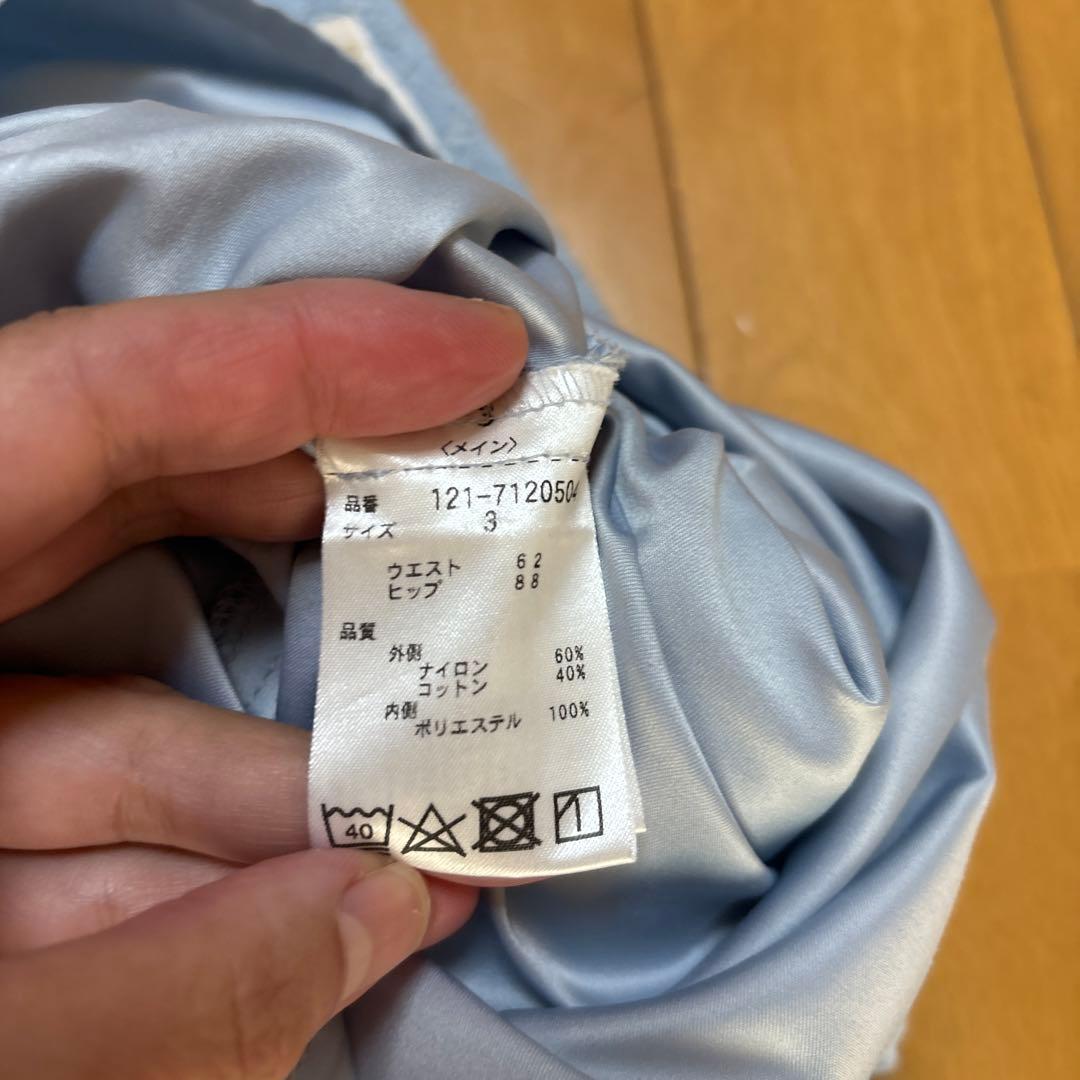 3
〈メイン〉
品番 121-7120504
サイズ 3
ウエスト 62
ヒップ 88
品質
外側
ナイロン 60%
コットン 40%
内側
ポリエステル 100%
40